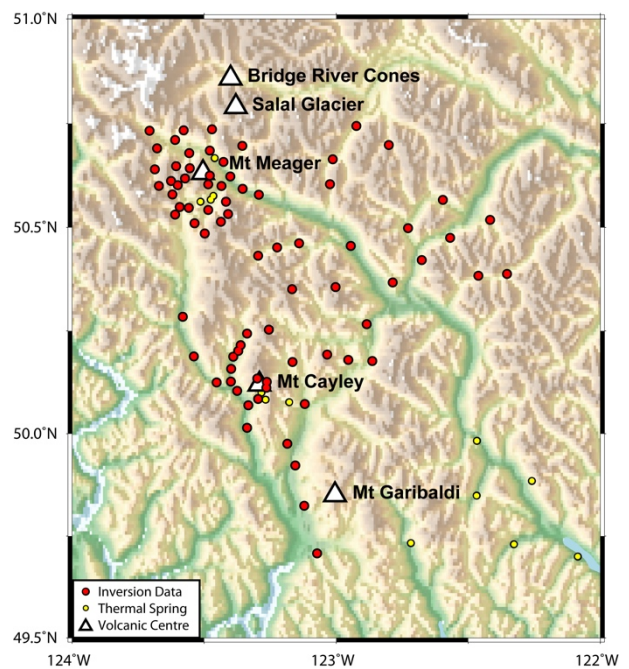 51.0°N
Bridge River Cones
Salal Glacier
Mt Meager
50.5°N
Mt Cayley
50.0°N
Mt Garibaldi
Inversion Data
Thermal Spring
Volcanic Centre
49.5°N
124°W
123°W
122°W